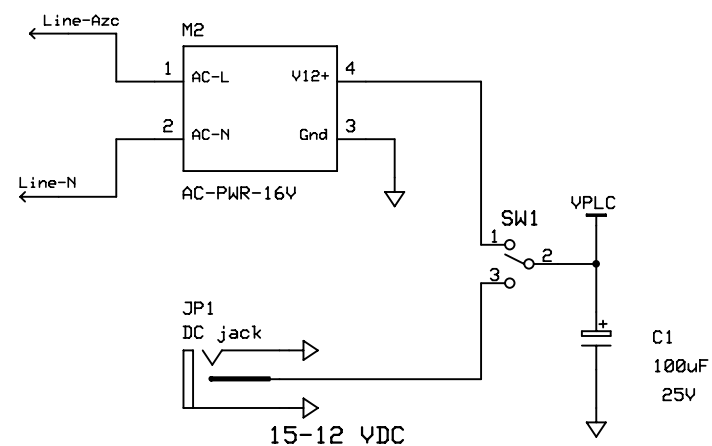 Line-Azc
M2
1 AC-L V12+ 4
2 AC-N Gnd 3
Line-N
AC-PWR-16V
VPLC
SW1
1
2
3
JP1
DC jack
+
C1
100uF
25V
15-12 VDC